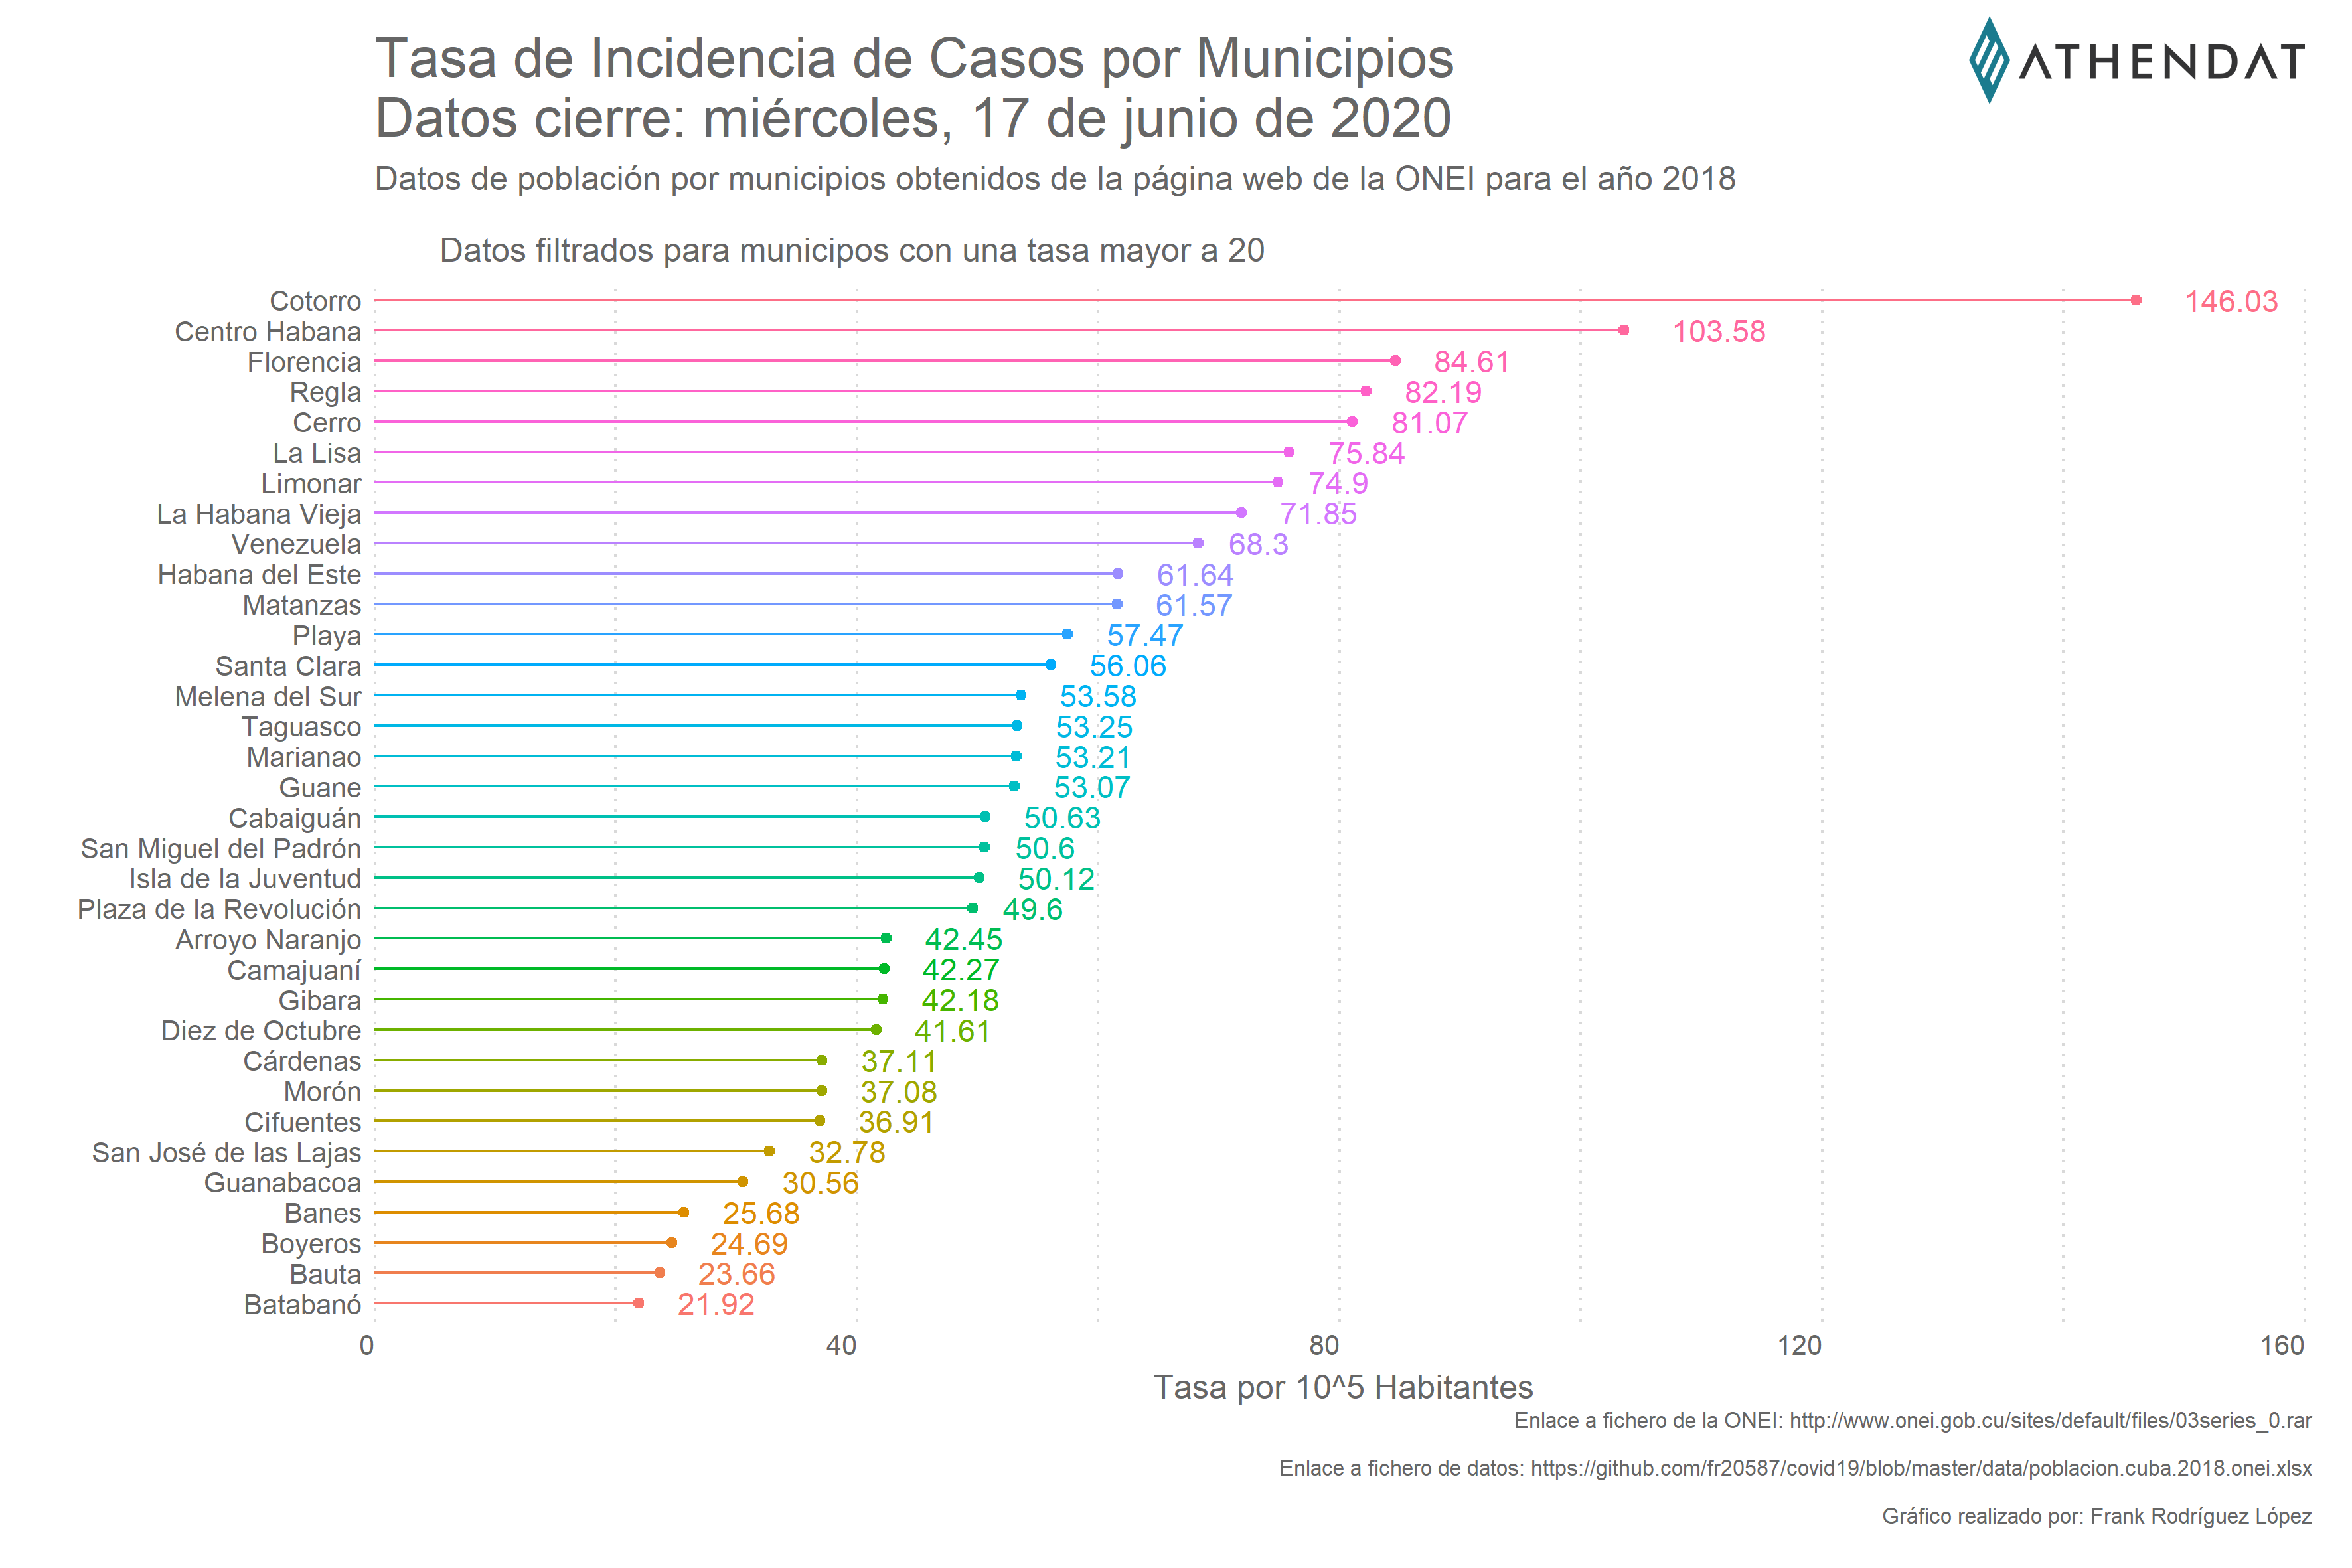 Tasa de Incidencia de Casos por Municipios
Datos cierre: miércoles, 17 de junio de 2020
ATHENDAT
Datos de población por municipios obtenidos de la página web de la ONEI para el año 2018
Datos filtrados para municipos con una tasa mayor a 20
Cotorro 146.03
Centro Habana 103.58
Florencia 84.61
Regla 82.19
Cerro 81.07
La Lisa 75.84
Limonar 74.9
La Habana Vieja 71.85
Venezuela 68.3
Habana del Este 61.64
Matanzas 61.57
Playa 57.47
Santa Clara 56.06
Melena del Sur 53.58
Taguasco 53.25
Marianao 53.21
Guane 53.07
Cabaiguán 50.63
San Miguel del Padrón 50.6
Isla de la Juventud 50.12
Plaza de la Revolución 49.6
Arroyo Naranjo 42.45
Camajuaní 42.27
Gibara 42.18
Diez de Octubre 41.61
Cárdenas 37.11
Morón 37.08
Cifuentes 36.91
San José de las Lajas 32.78
Guanabacoa 30.56
Banes 25.68
Boyeros 24.69
Bauta 23.66
Batabanó 21.92
0 40 80 120 160
Tasa por 10^5 Habitantes
Enlace a fichero de la ONEI: http://www.onei.gob.cu/sites/default/files/03series_0.rar
Enlace a fichero de datos: https://github.com/fr20587/covid19/blob/master/data/poblacion.cuba.2018.onei.xlsx
Gráfico realizado por: Frank Rodríguez López